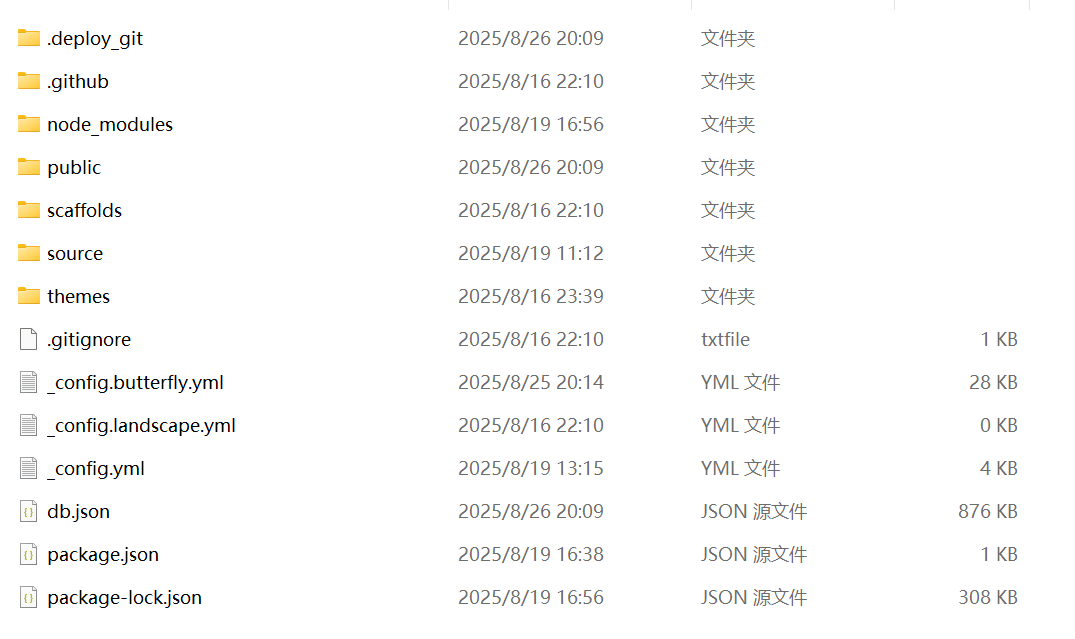 .deploy_git 2025/8/26 20:09 文件夹
.github 2025/8/16 22:10 文件夹
node_modules 2025/8/19 16:56 文件夹
public 2025/8/26 20:09 文件夹
scaffolds 2025/8/16 22:10 文件夹
source 2025/8/19 11:12 文件夹
themes 2025/8/16 23:39 文件夹
.gitignore 2025/8/16 22:10 txtfile 1 KB
_config.butterfly.yml 2025/8/25 20:14 YML 文件 28 KB
_config.landscape.yml 2025/8/16 22:10 YML 文件 0 KB
_config.yml 2025/8/19 13:15 YML 文件 4 KB
db.json 2025/8/26 20:09 JSON 源文件 876 KB
package.json 2025/8/19 16:38 JSON 源文件 1 KB
package-lock.json 2025/8/19 16:56 JSON 源文件 308 KB